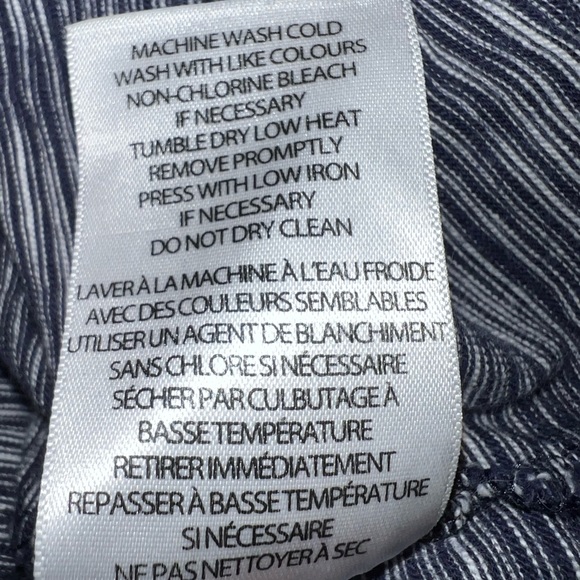 MACHINE WASH COLD
WASH WITH LIKE COLOURS
NON-CHLORINE BLEACH
IF NECESSARY
TUMBLE DRY LOW HEAT
REMOVE PROMPTLY
PRESS WITH LOW IRON
IF NECESSARY
DO NOT DRY CLEAN
LAVER À LA MACHINE À L'EAU FROIDE
AVEC DES COULEURS SEMBLABLES
UTILISER UN AGENT DE BLANCHIMENT
SANS CHLORE SI NÉCESSAIRE
SÉCHER PAR CULBUTAGE À
BASSE TEMPÉRATURE
RETIRER IMMÉDIATEMENT
REPASSER À BASSE TEMPÉRATURE
SI NÉCESSAIRE
NE PAS NETTOYER À SEC